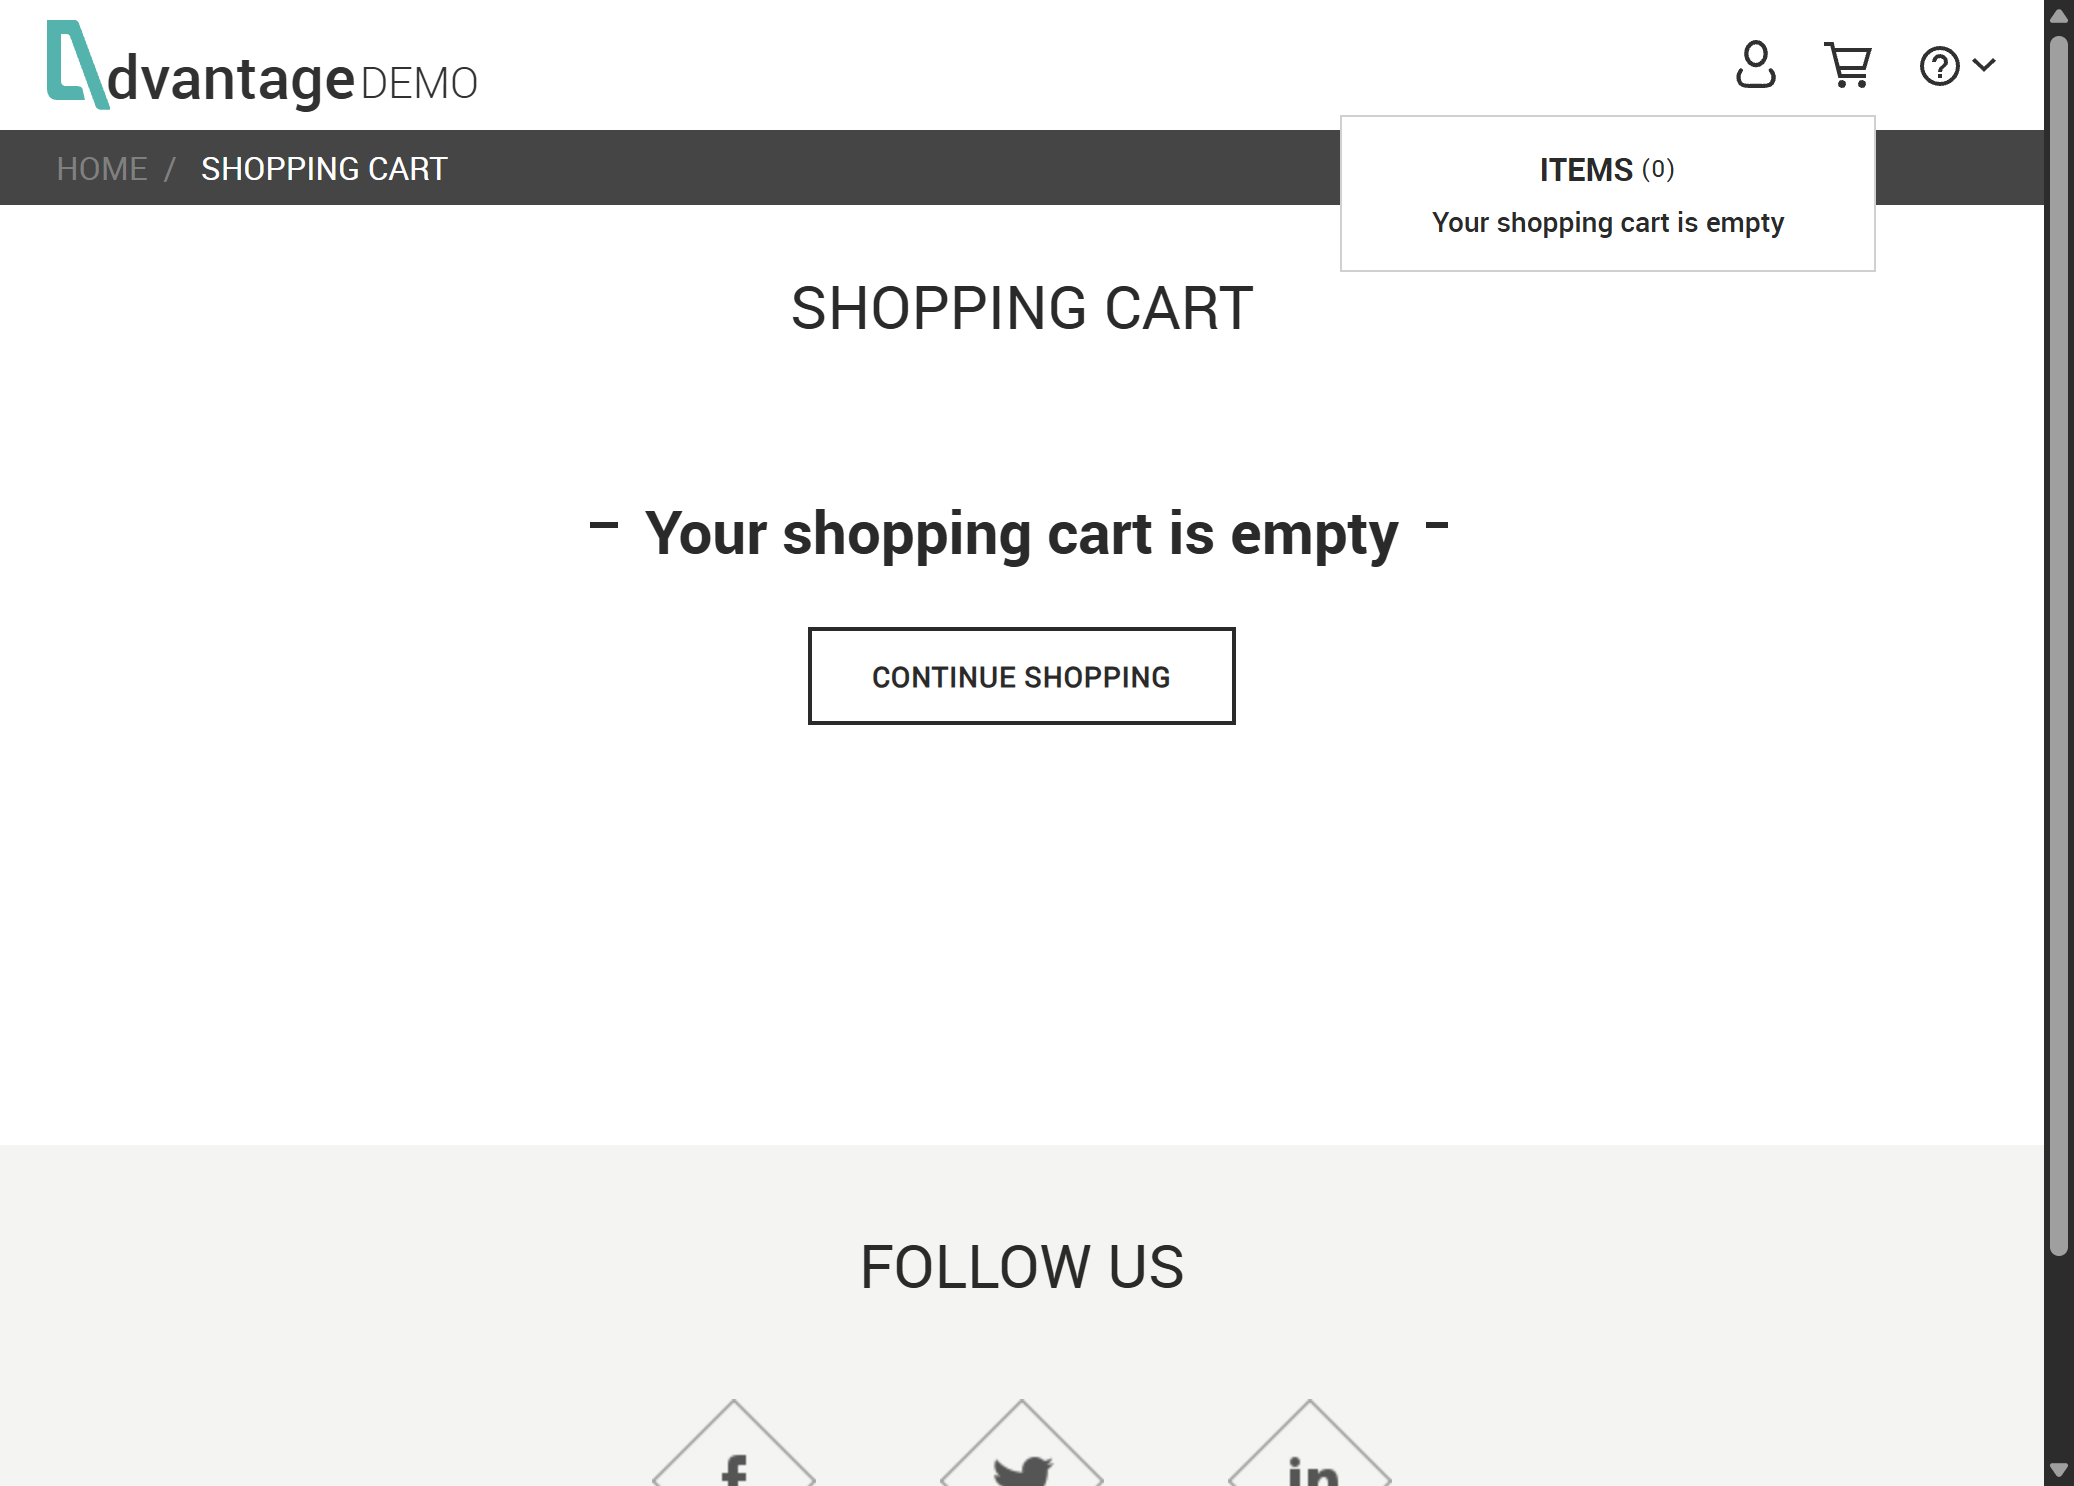 dvantage DEMO
HOME / SHOPPING CART
ITEMS (0)
Your shopping cart is empty
SHOPPING CART
– Your shopping cart is empty –
CONTINUE SHOPPING
FOLLOW US
f
in